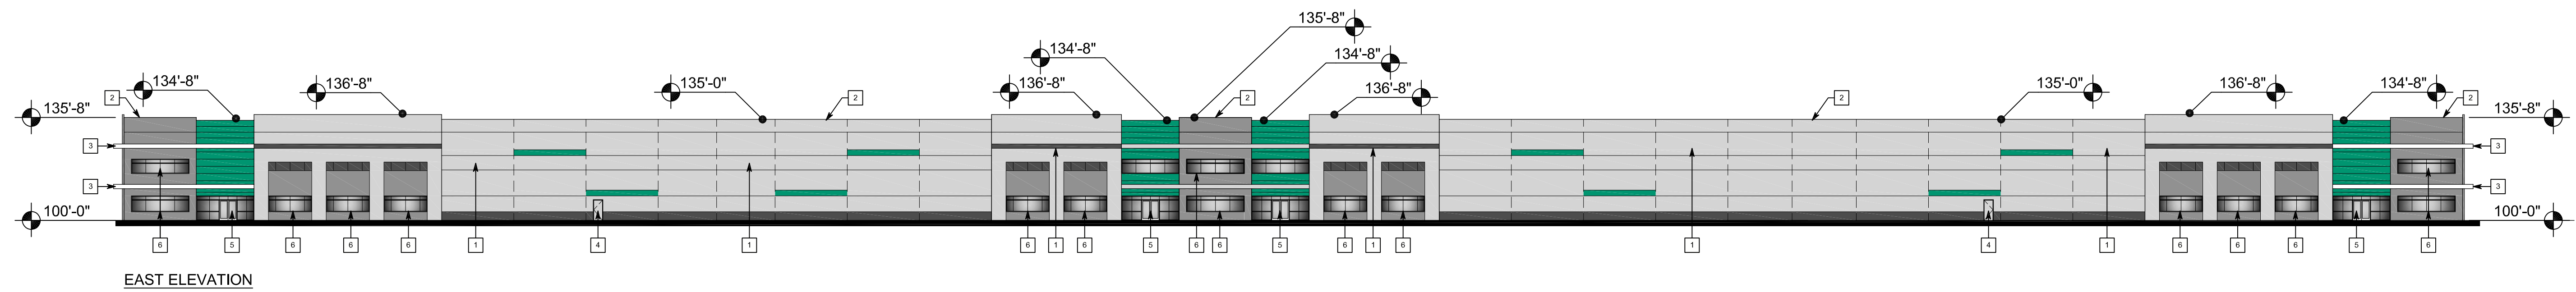 135'-8"
134'-8" 134'-8"
134'-8" 136'-8" 135'-0" 136'-8" 136'-8" 135'-0" 136'-8" 134'-8"
2 2 2 2 2
135'-8" 135'-8"
3 3
3 3
100'-0" 100'-0"
6 5 6 6 6 1 4 1 6 1 6 5 6 6 5 6 1 6 1 4 1 6 6 6 5 6
EAST ELEVATION